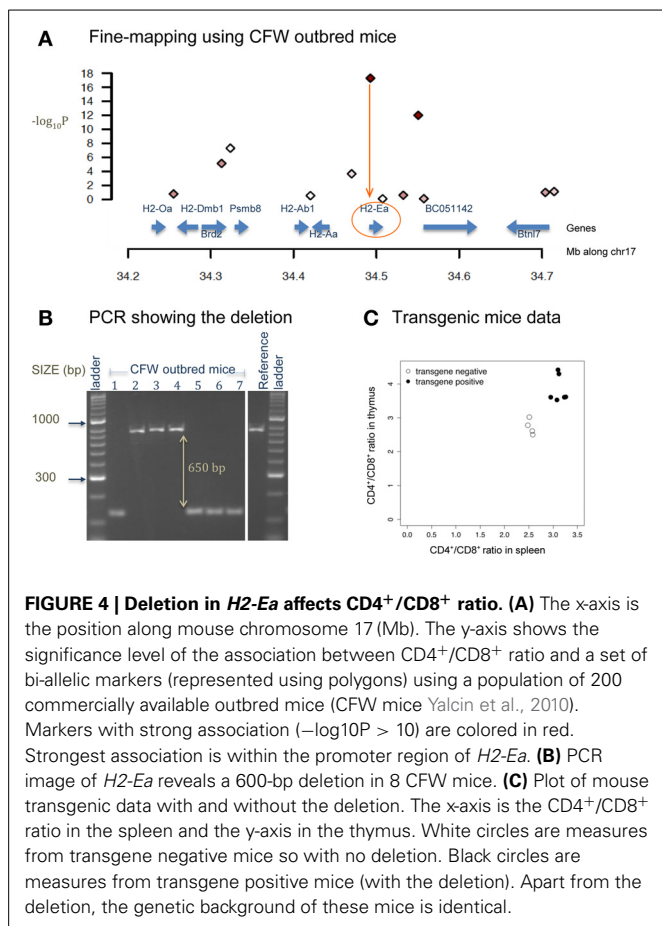 A Fine-mapping using CFW outbred mice
-log₁₀P
18
16
14
12
10
8
6
4
2
0
H2-Oa H2-Dmb1 Psmb8 H2-Ab1 H2-Ea BC051142
Brd2 H2-Aa Btnl7
Genes
Mb along chr17
34.2 34.3 34.4 34.5 34.6 34.7
B PCR showing the deletion
SIZE (bp)
ladder
CFW outbred mice
1 2 3 4 5 6 7
Reference
ladder
1000
300
650 bp
C Transgenic mice data
transgene negative
transgene positive
CD4⁺/CD8⁺ ratio in thymus
4
3
2
1
0
0.0 0.5 1.0 1.5 2.0 2.5 3.0 3.5
CD4⁺/CD8⁺ ratio in spleen
FIGURE 4 | Deletion in H2-Ea affects CD4⁺/CD8⁺ ratio. (A) The x-axis is
the position along mouse chromosome 17 (Mb). The y-axis shows the
significance level of the association between CD4⁺/CD8⁺ ratio and a set of
bi-allelic markers (represented using polygons) using a population of 200
commercially available outbred mice (CFW mice Yalcin et al., 2010).
Markers with strong association (−log10P > 10) are colored in red.
Strongest association is within the promoter region of H2-Ea. (B) PCR
image of H2-Ea reveals a 600-bp deletion in 8 CFW mice. (C) Plot of mouse
transgenic data with and without the deletion. The x-axis is the CD4⁺/CD8⁺
ratio in the spleen and the y-axis in the thymus. White circles are measures
from transgene negative mice so with no deletion. Black circles are
measures from transgene positive mice (with the deletion). Apart from the
deletion, the genetic background of these mice is identical.